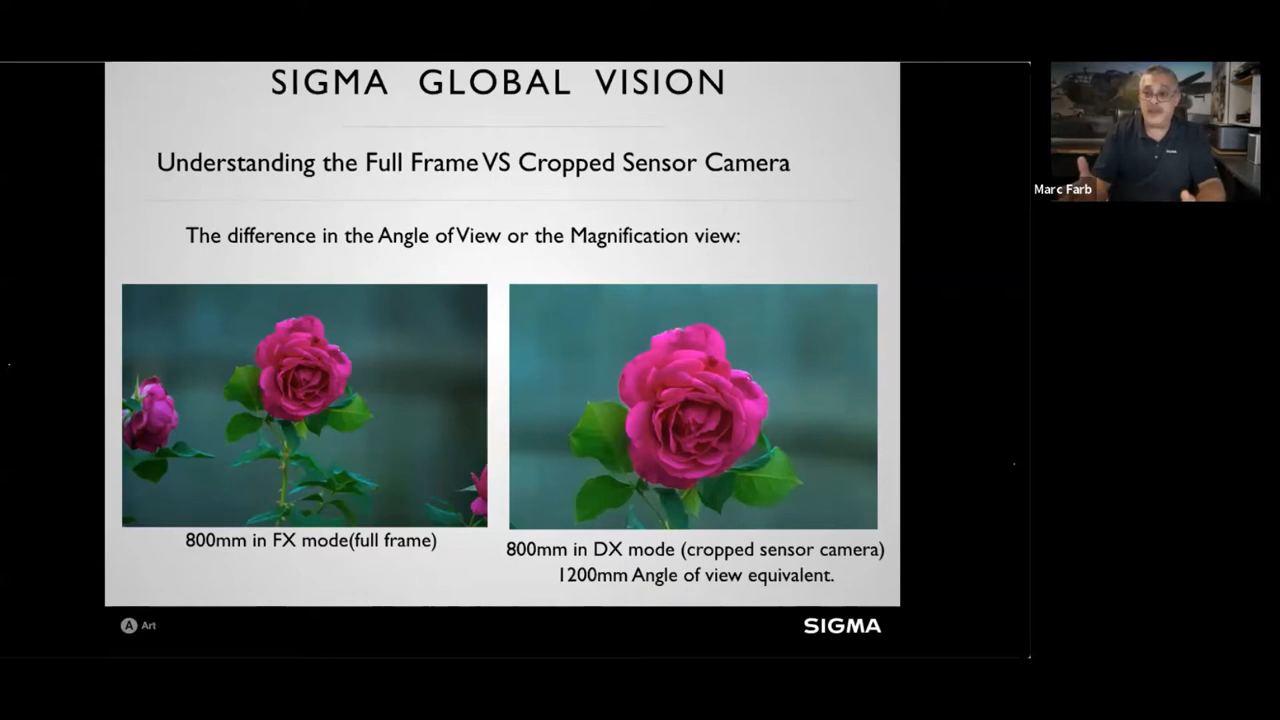 SIGMA GLOBAL VISION
Understanding the Full Frame VS Cropped Sensor Camera
The difference in the Angle of View or the Magnification view:
800mm in FX mode(full frame)
800mm in DX mode (cropped sensor camera)
1200mm Angle of view equivalent.
A Art
SIGMA
Marc Farb